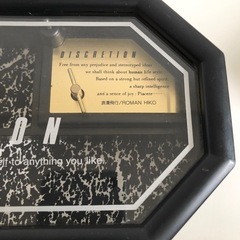 DISCRETION
Free from any prejudice and stereotyped sense
we shall think about human life style
Based on a strong but refined spirit
a sharp intelligence
and a sense of joy
浪漫飛行/ROMAN HIKO
ON
elf to anything you like.